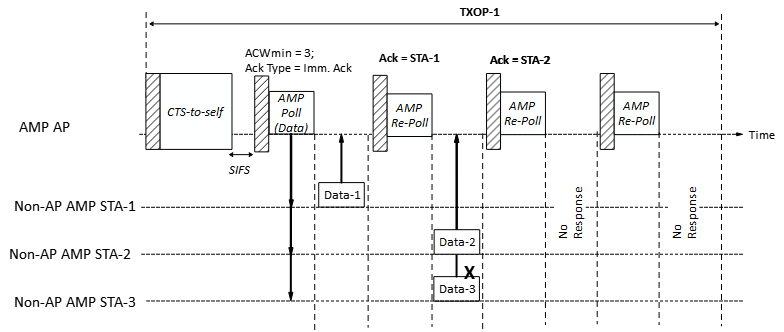 TXOP-1
ACWmin = 3;
Ack Type = Imm. Ack
Ack = STA-1
Ack = STA-2
CTS-to-self
AMP
Poll
(Data)
AMP
Re-Poll
AMP
Re-Poll
AMP
Re-Poll
AMP AP
Time
SIFS
Data-1
Non-AP AMP STA-1
No
Response
No
Response
Data-2
Non-AP AMP STA-2
X
Data-3
Non-AP AMP STA-3